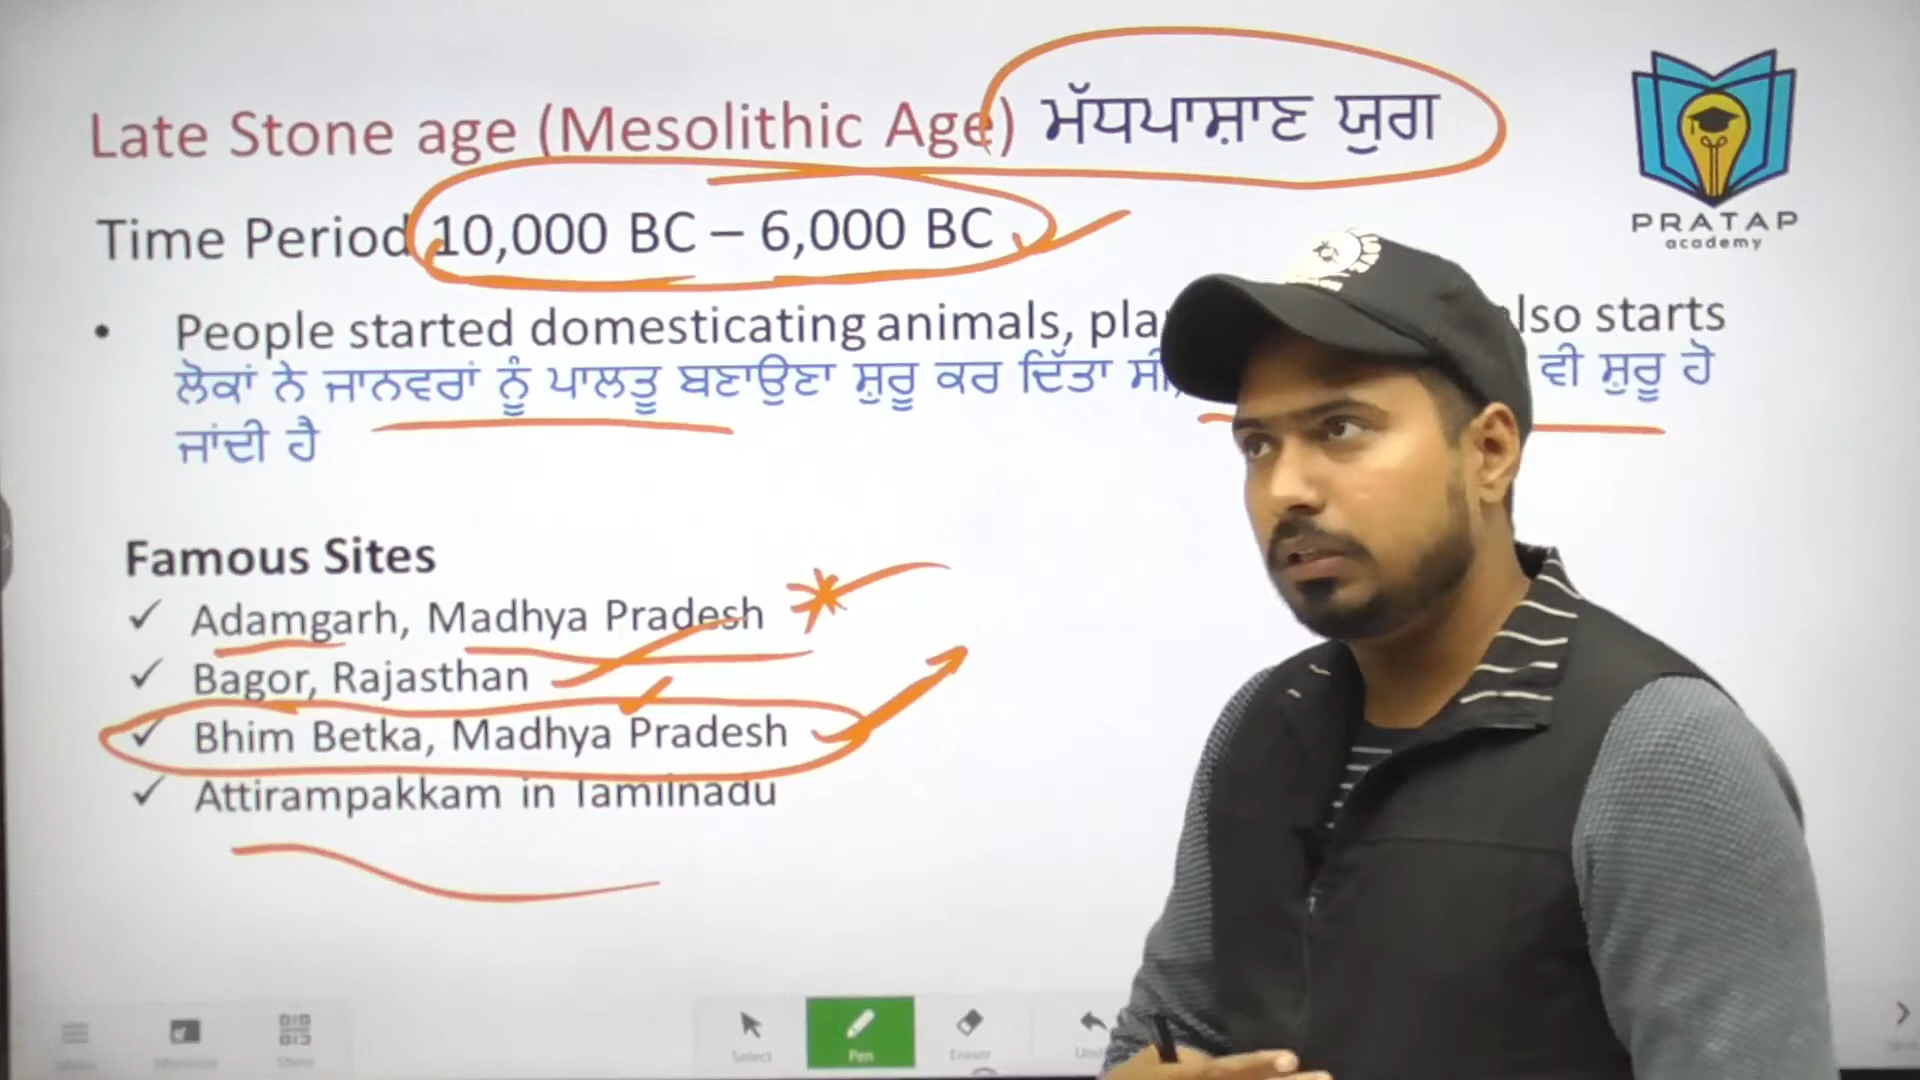 Late Stone age (Mesolithic Age) ਮੱਧਪਾਸ਼ਾਣ ਯੁਗ
PRATAP
academy
Time Period 10,000 BC – 6,000 BC
• People started domesticating animals, starts
ਲੋਕਾਂ ਨੇ ਜਾਨਵਰਾਂ ਨੂੰ ਪਾਲਤੂ ਬਣਾਉਣਾ ਸ਼ੁਰੂ ਕਰ ਦਿੱਤਾ ਵੀ ਸ਼ੁਰੂ ਹੋ
ਜਾਂਦੀ ਹੈ
Famous Sites
✓ Adamgarh, Madhya Pradesh
✓ Bagor, Rajasthan
✓ Bhim Betka, Madhya Pradesh
✓ Attirampakkam in Tamilnadu
Select Pen Eraser